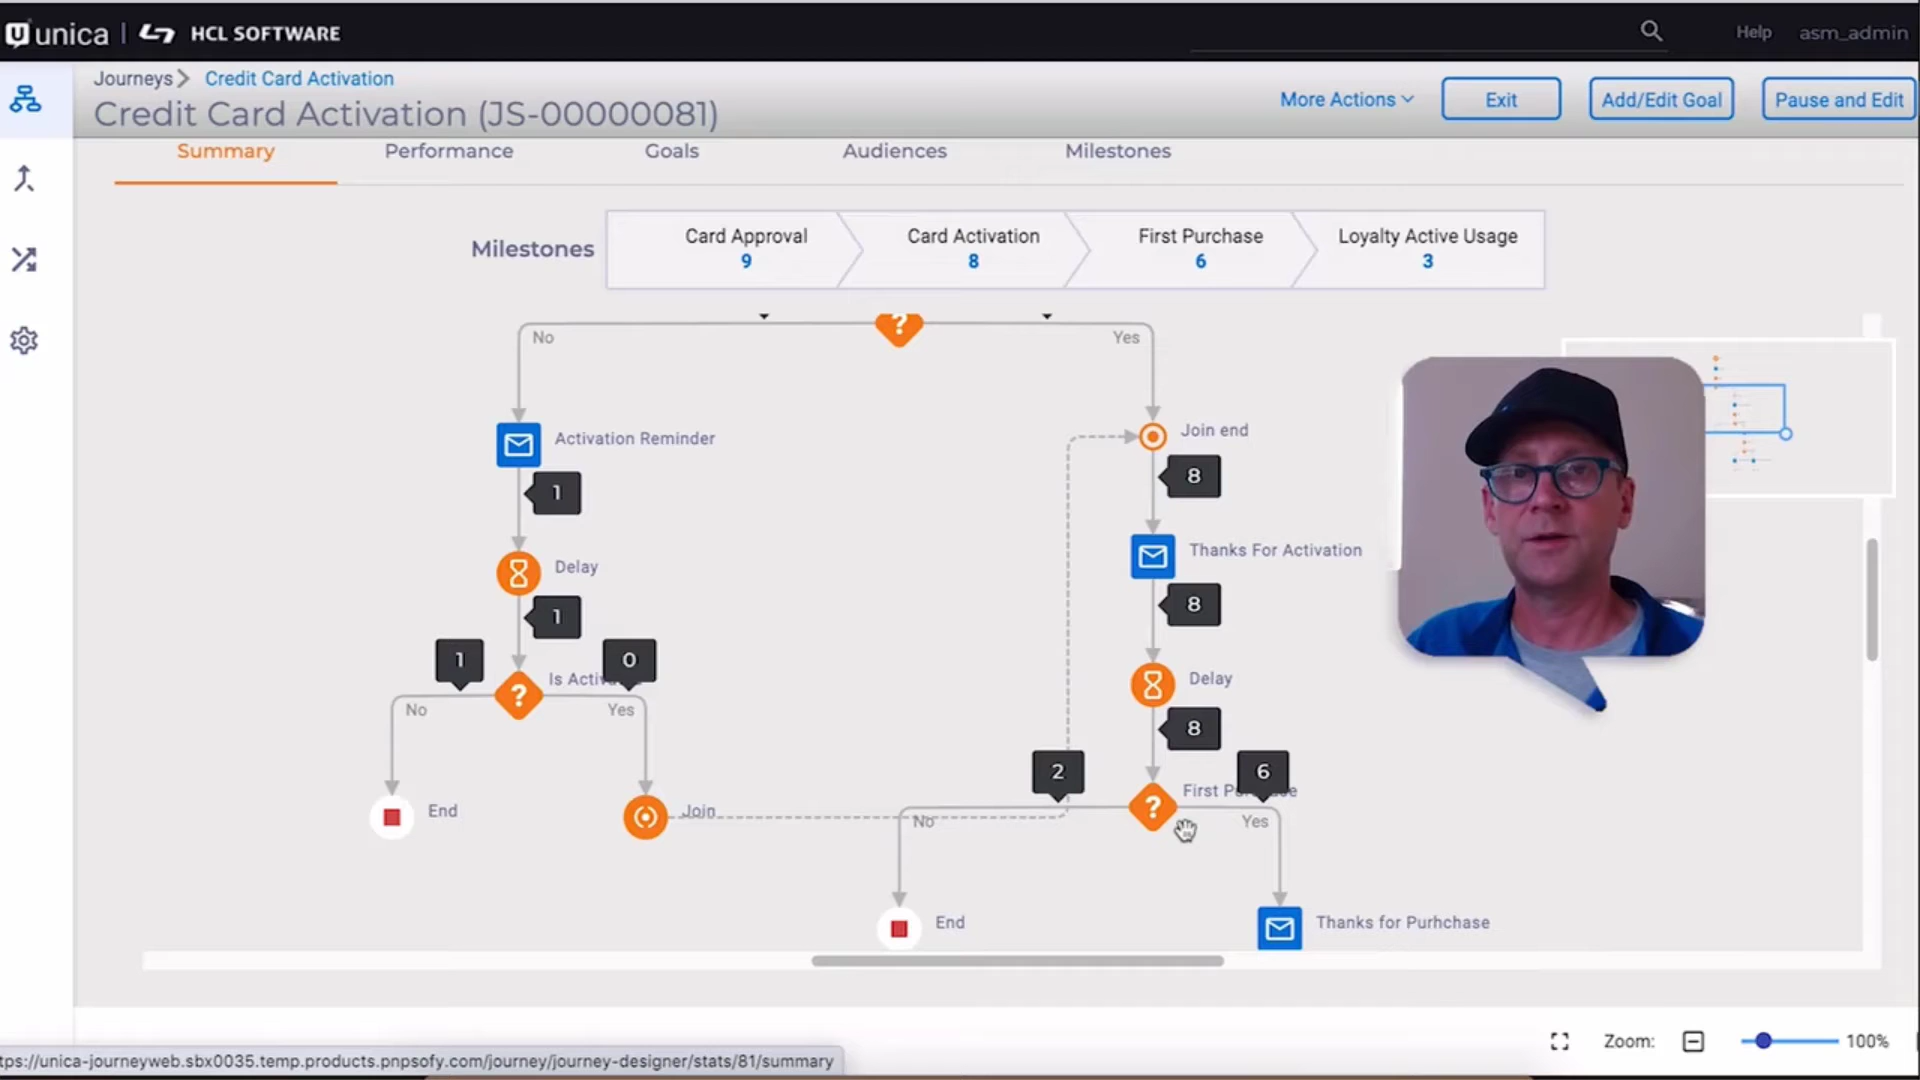 unica | HCL SOFTWARE
Help
asm_admin
Journeys
Credit Card Activation
Credit Card Activation (JS-00000081)
More Actions
Exit
Add/Edit Goal
Pause and Edit
Summary
Performance
Goals
Audiences
Milestones
Milestones
Card Approval
9
Card Activation
8
First Purchase
6
Loyalty Active Usage
3
No
Yes
Activation Reminder
1
Delay
1
1
0
No
Yes
End
Join
Join end
8
Thanks For Activation
8
Delay
8
2
6
No
Yes
End
Thanks for Purhchase
Zoom:
100%
tps://unica-journeyweb.sbx0035.temp.products.pnpsofy.com/journey/journey-designer/stats/81/summary